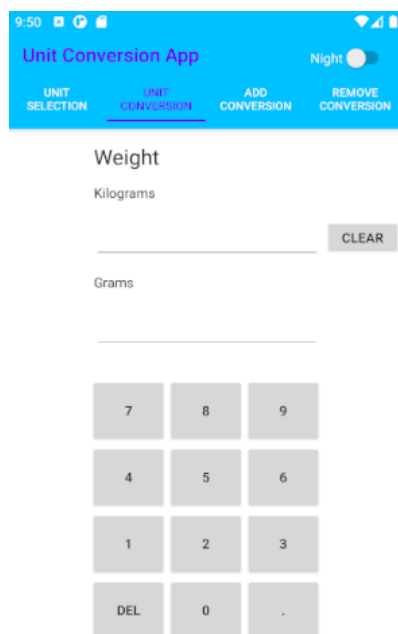 9:50
Unit Conversion App
Night
UNIT SELECTION
UNIT CONVERSION
ADD CONVERSION
REMOVE CONVERSION
Weight
Kilograms
CLEAR
Grams
7 8 9
4 5 6
1 2 3
DEL 0 .